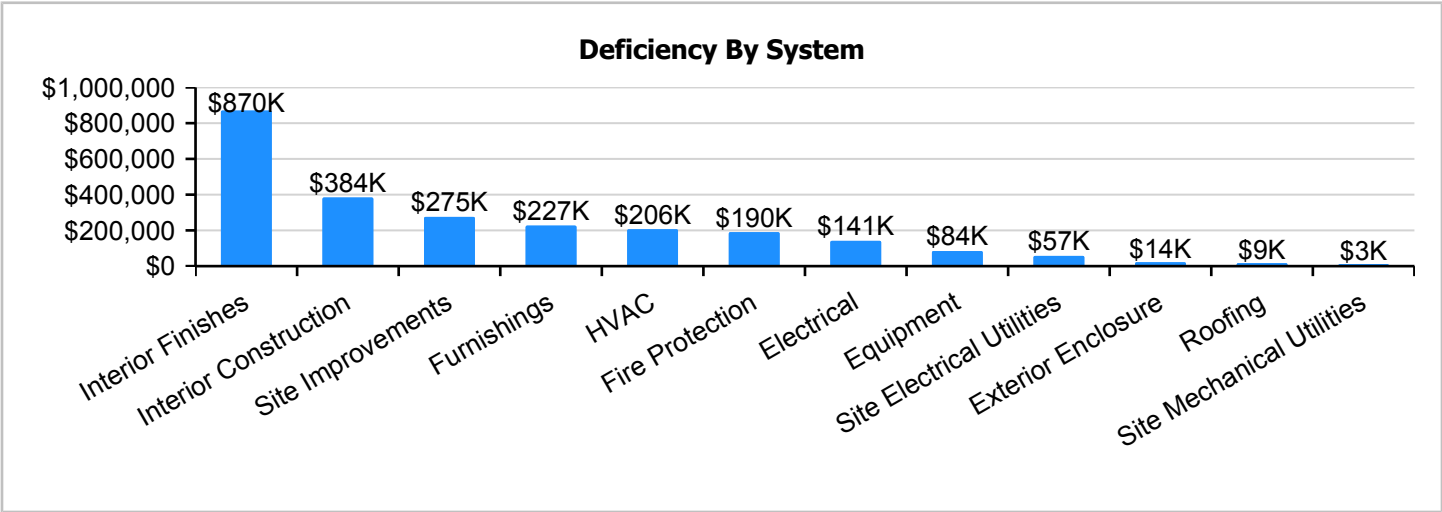 Deficiency By System
$1,000,000
$800,000
$600,000
$400,000
$200,000
$0
$870K
$384K
$275K
$227K
$206K
$190K
$141K
$84K
$57K
$14K
$9K
$3K
Interior Finishes
Interior Construction
Site Improvements
Furnishings
HVAC
Fire Protection
Electrical
Equipment
Site Electrical Utilities
Exterior Enclosure
Roofing
Site Mechanical Utilities